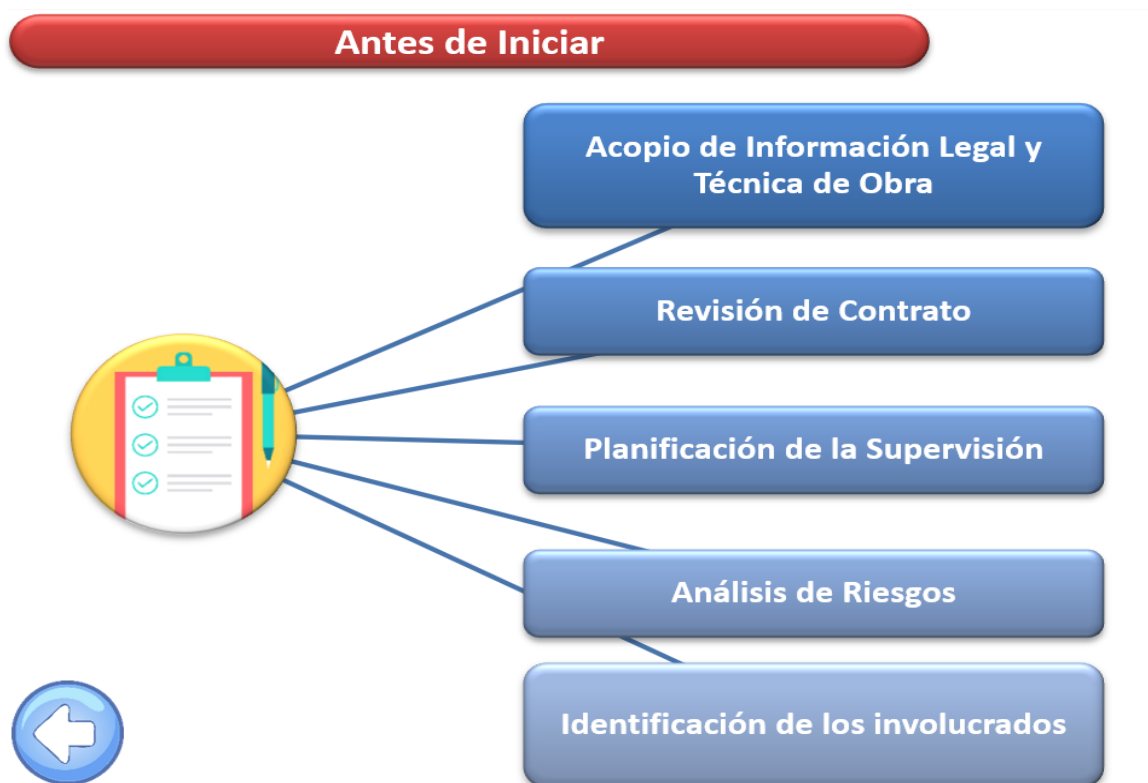 Antes de Iniciar
Acopio de Información Legal y
Técnica de Obra
Revisión de Contrato
Planificación de la Supervisión
Análisis de Riesgos
Identificación de los involucrados